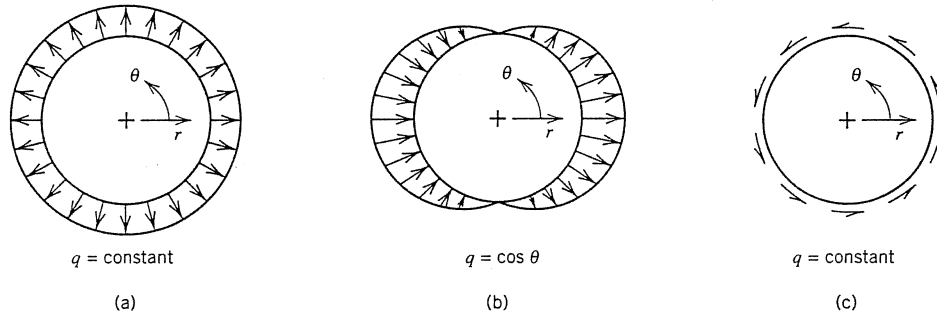 θ
r
q = constant
(a)
θ
r
q = cos θ
(b)
θ
r
q = constant
(c)